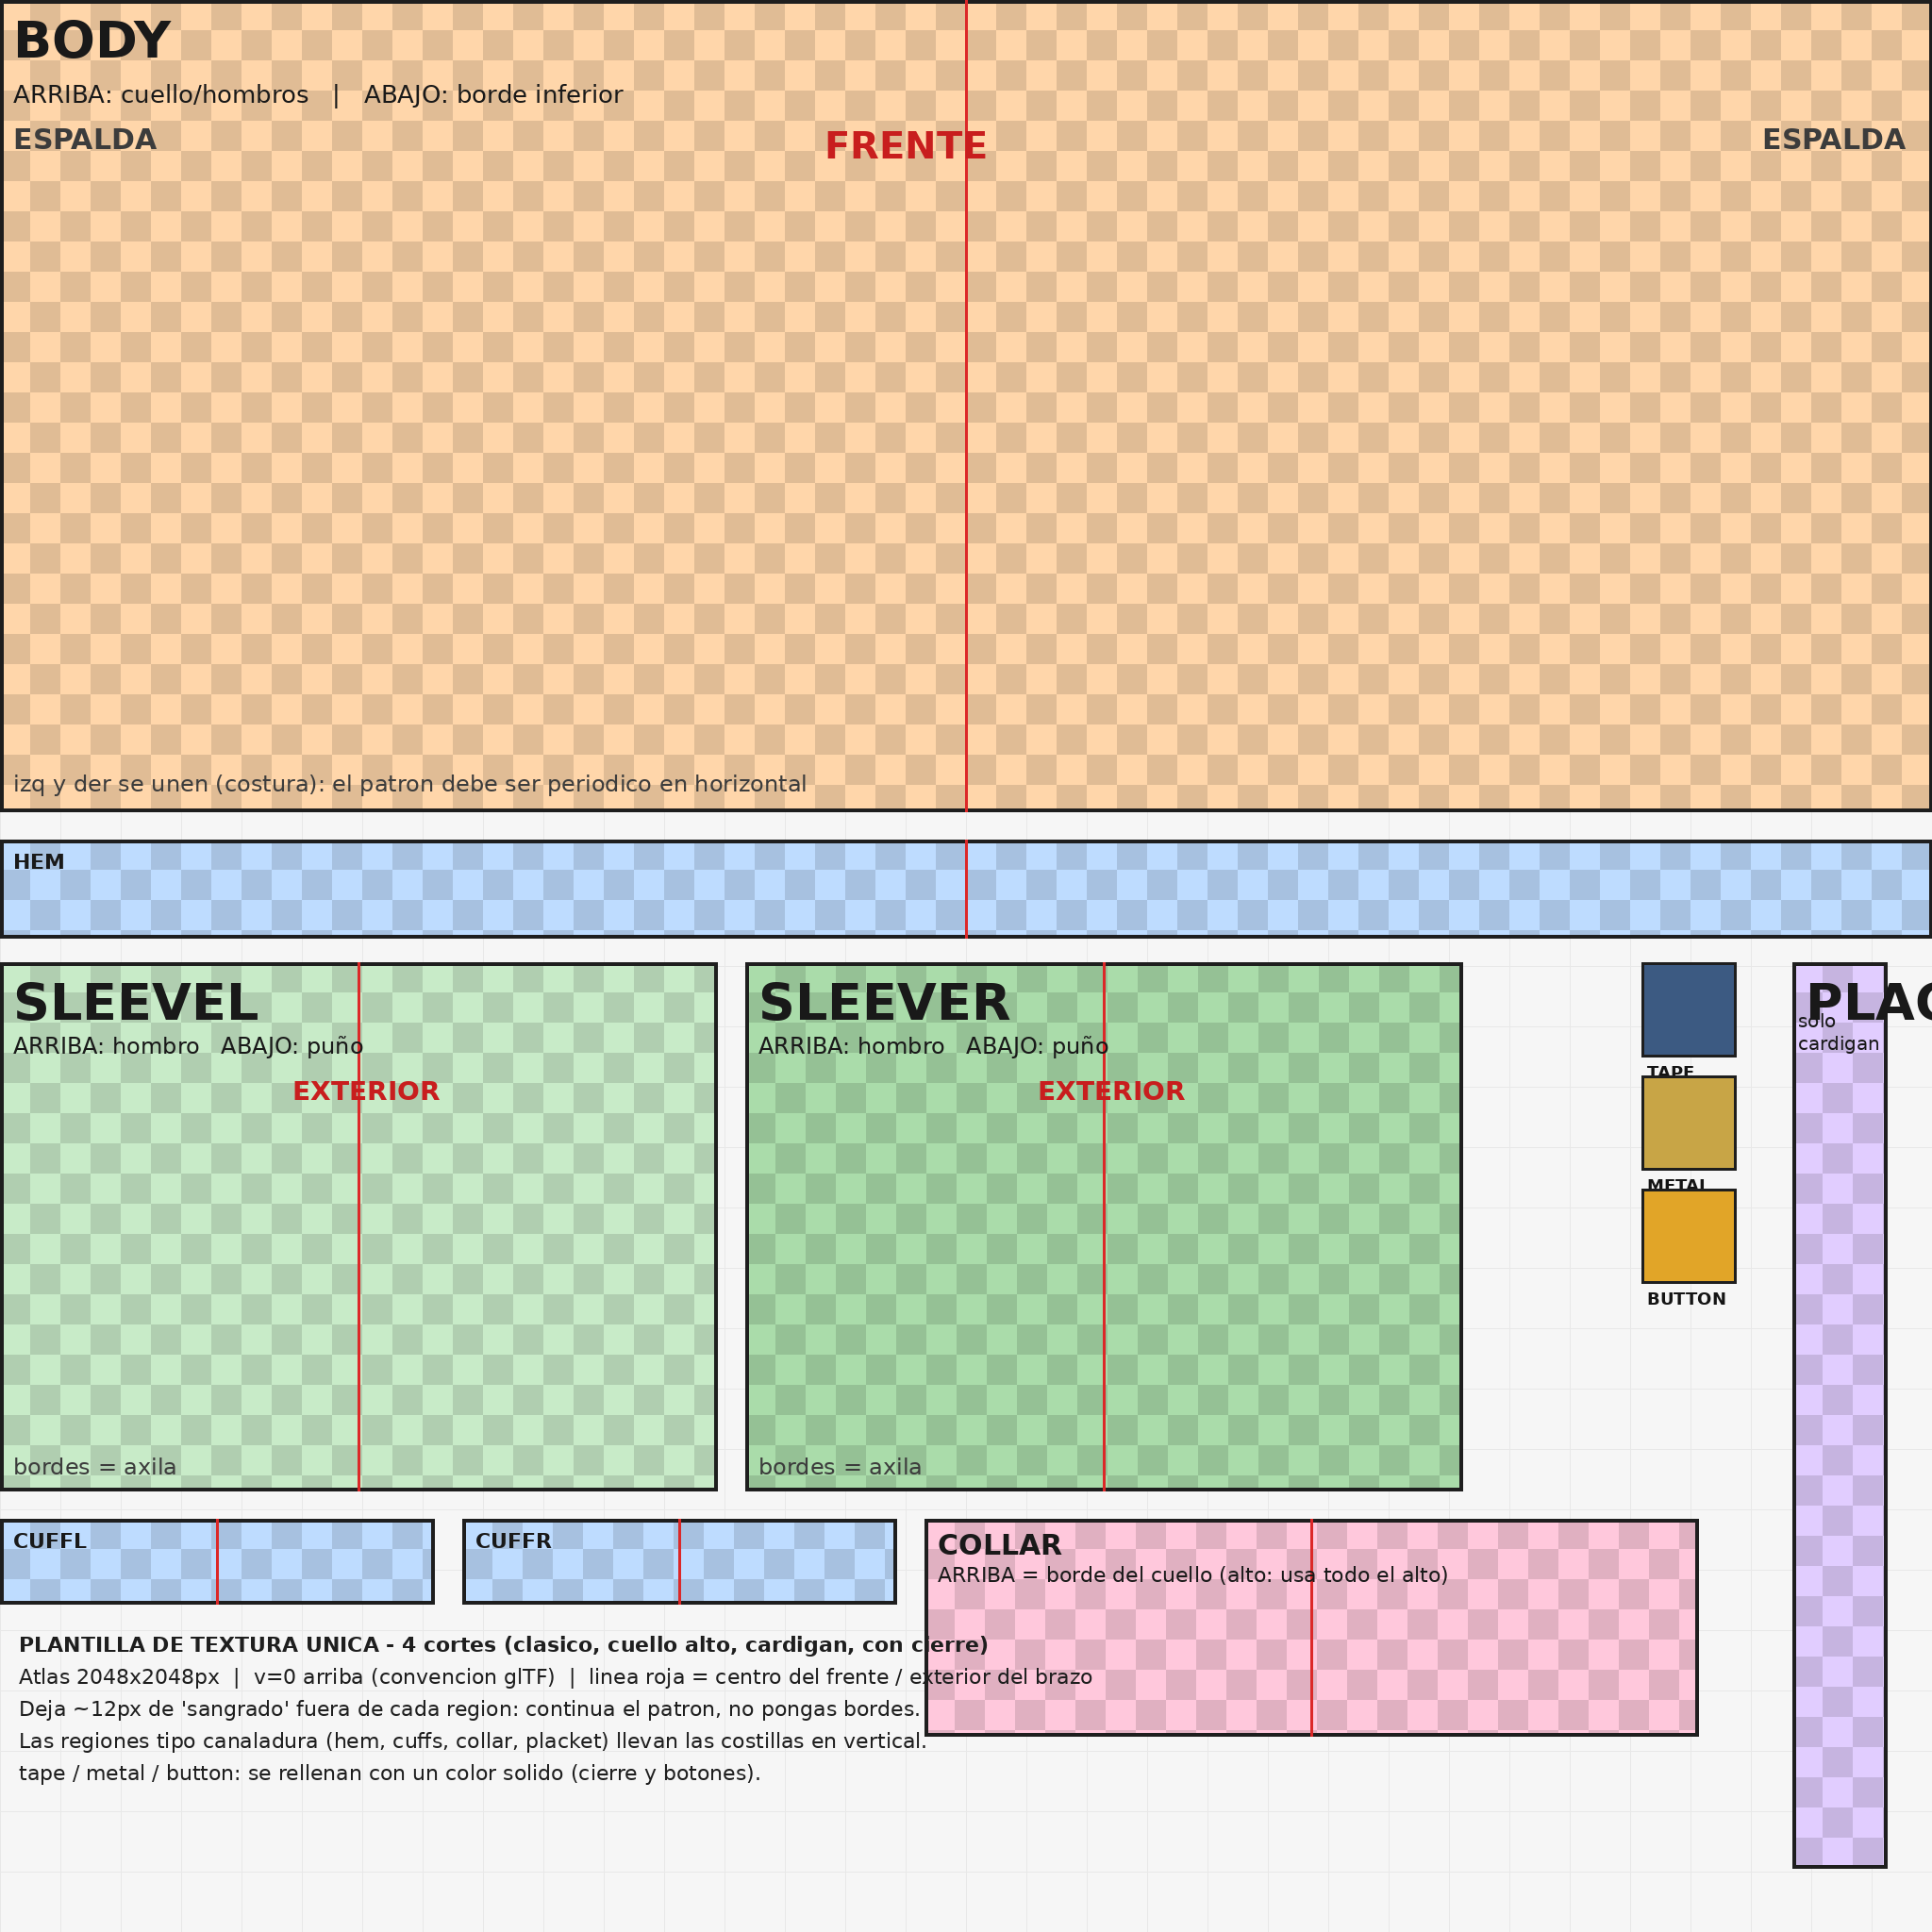 BODY
ARRIBA: cuello/hombros | ABAJO: borde inferior
ESPALDA
FRENTE
ESPALDA
izq y der se unen (costura): el patron debe ser periodico en horizontal
HEM
SLEEVEL
ARRIBA: hombro ABAJO: puño
EXTERIOR
bordes = axila
SLEEVER
ARRIBA: hombro ABAJO: puño
EXTERIOR
bordes = axila
TAPE
METAL
BUTTON
PLAC
solo
cardigan
CUFFL
CUFFR
COLLAR
ARRIBA = borde del cuello (alto: usa todo el alto)
PLANTILLA DE TEXTURA UNICA - 4 cortes (clasico, cuello alto, cardigan, con cierre)
Atlas 2048x2048px | v=0 arriba (convencion glTF) | linea roja = centro del frente / exterior del brazo
Deja ~12px de 'sangrado' fuera de cada region: continua el patron, no pongas bordes.
Las regiones tipo canaladura (hem, cuffs, collar, placket) llevan las costillas en vertical.
tape / metal / button: se rellenan con un color solido (cierre y botones).